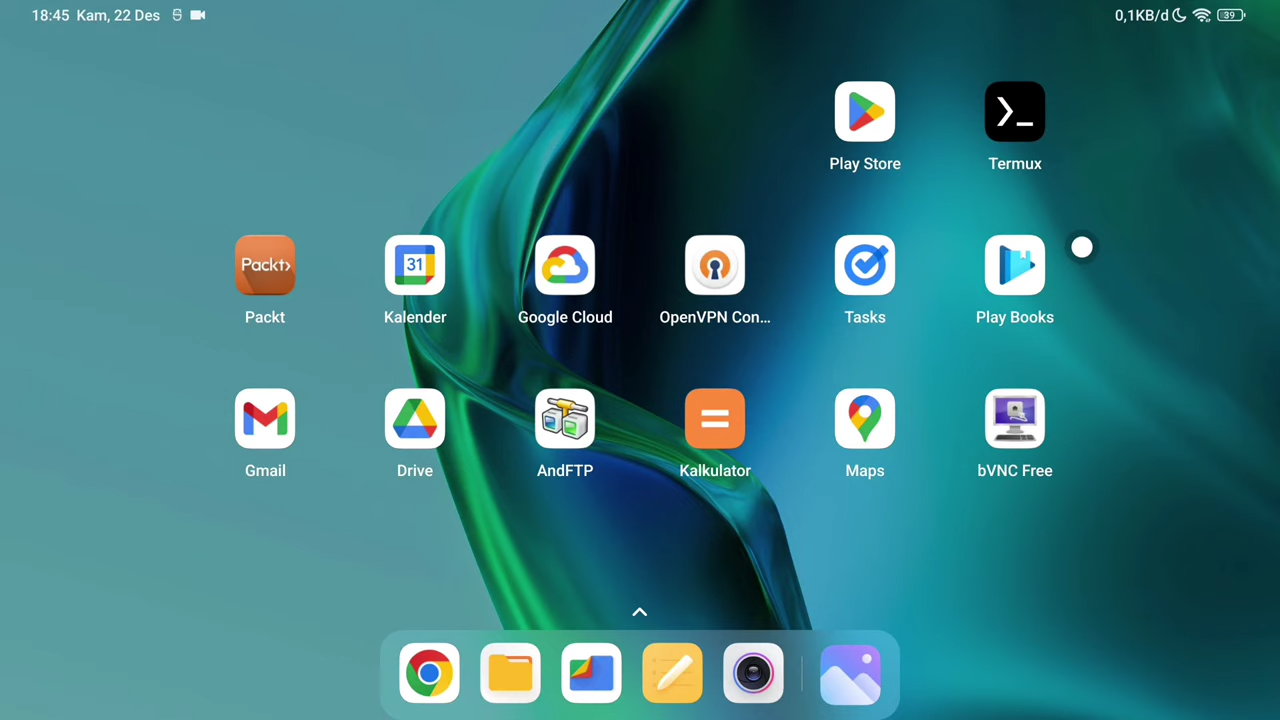 18:45 Kam, 22 Des
0,1KB/d
39
Play Store
Termux
Packt>
31
Kalender
Google Cloud
OpenVPN Con...
Tasks
Play Books
Gmail
Drive
AndFTP
Kalkulator
Maps
bVNC Free